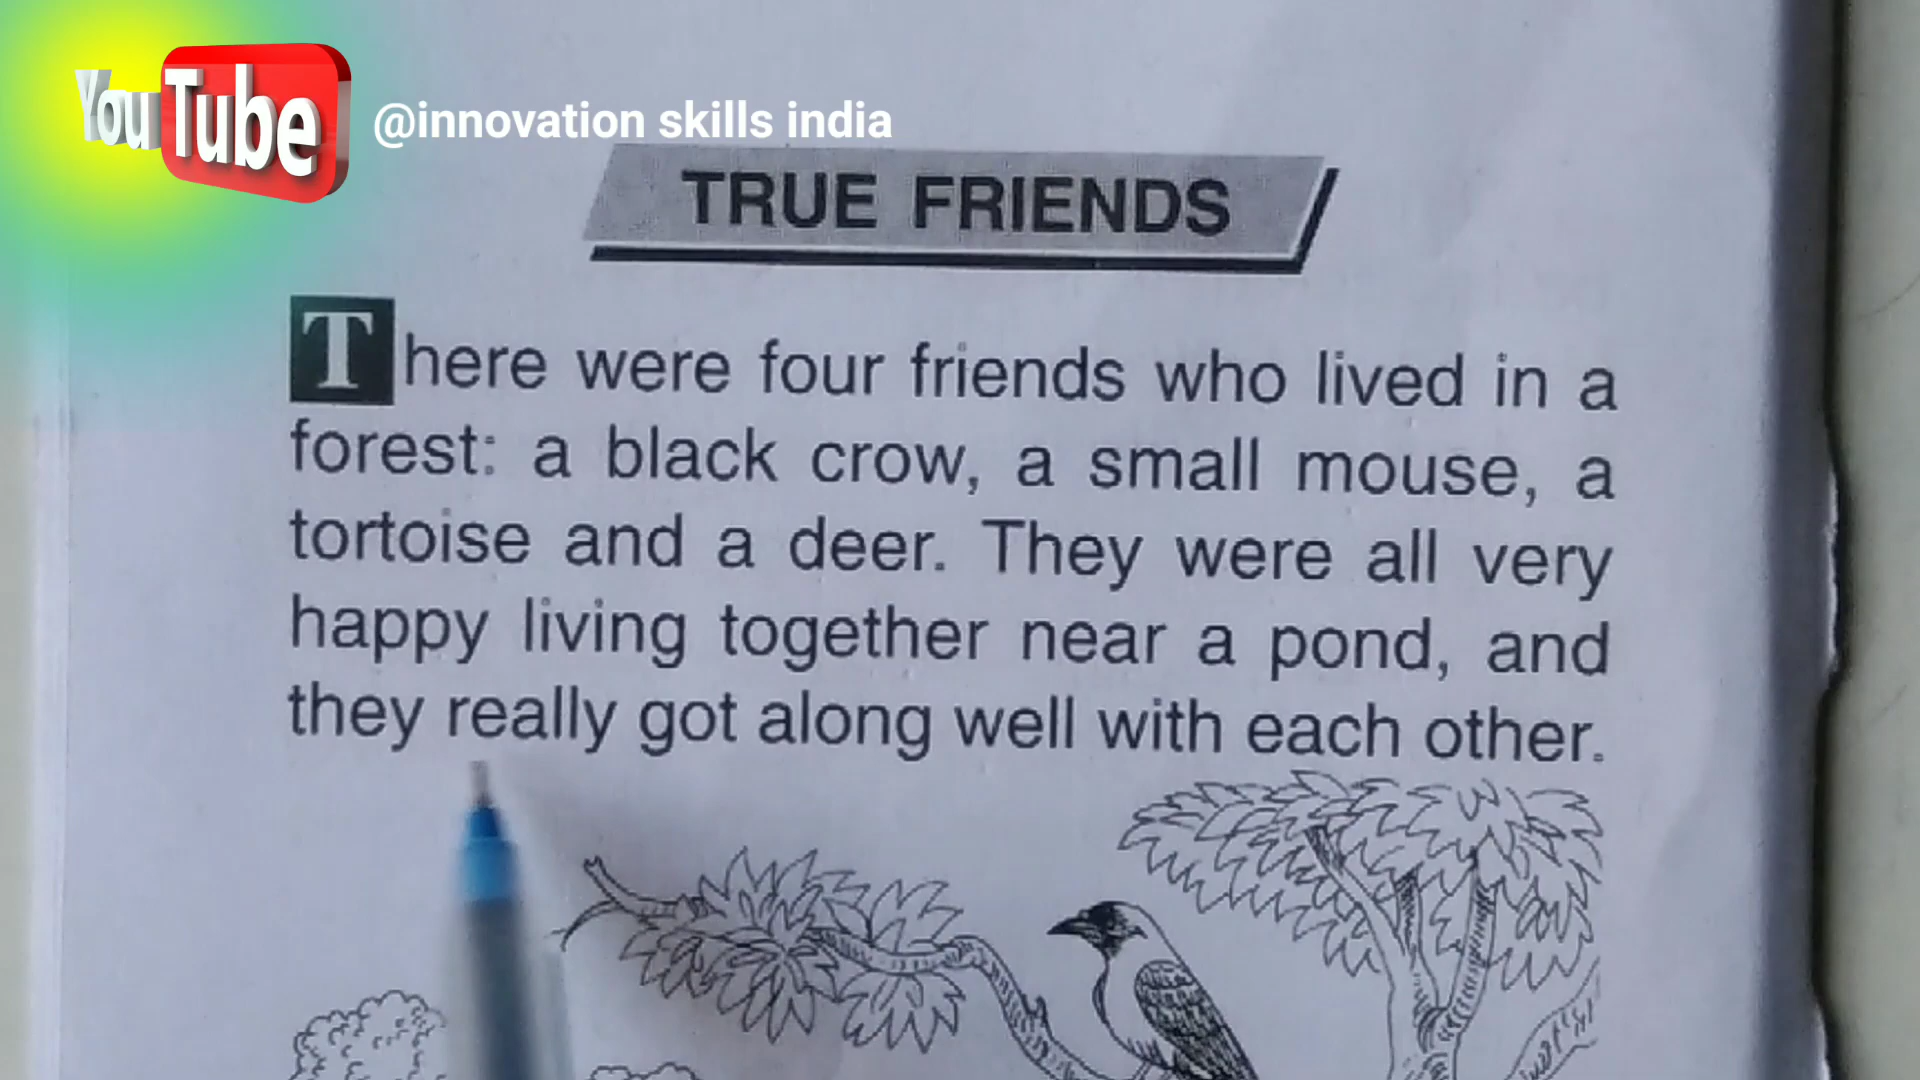 YouTube
@innovation skills india
TRUE FRIENDS
There were four friends who lived in a
forest: a black crow, a small mouse, a
tortoise and a deer. They were all very
happy living together near a pond, and
they really got along well with each other.